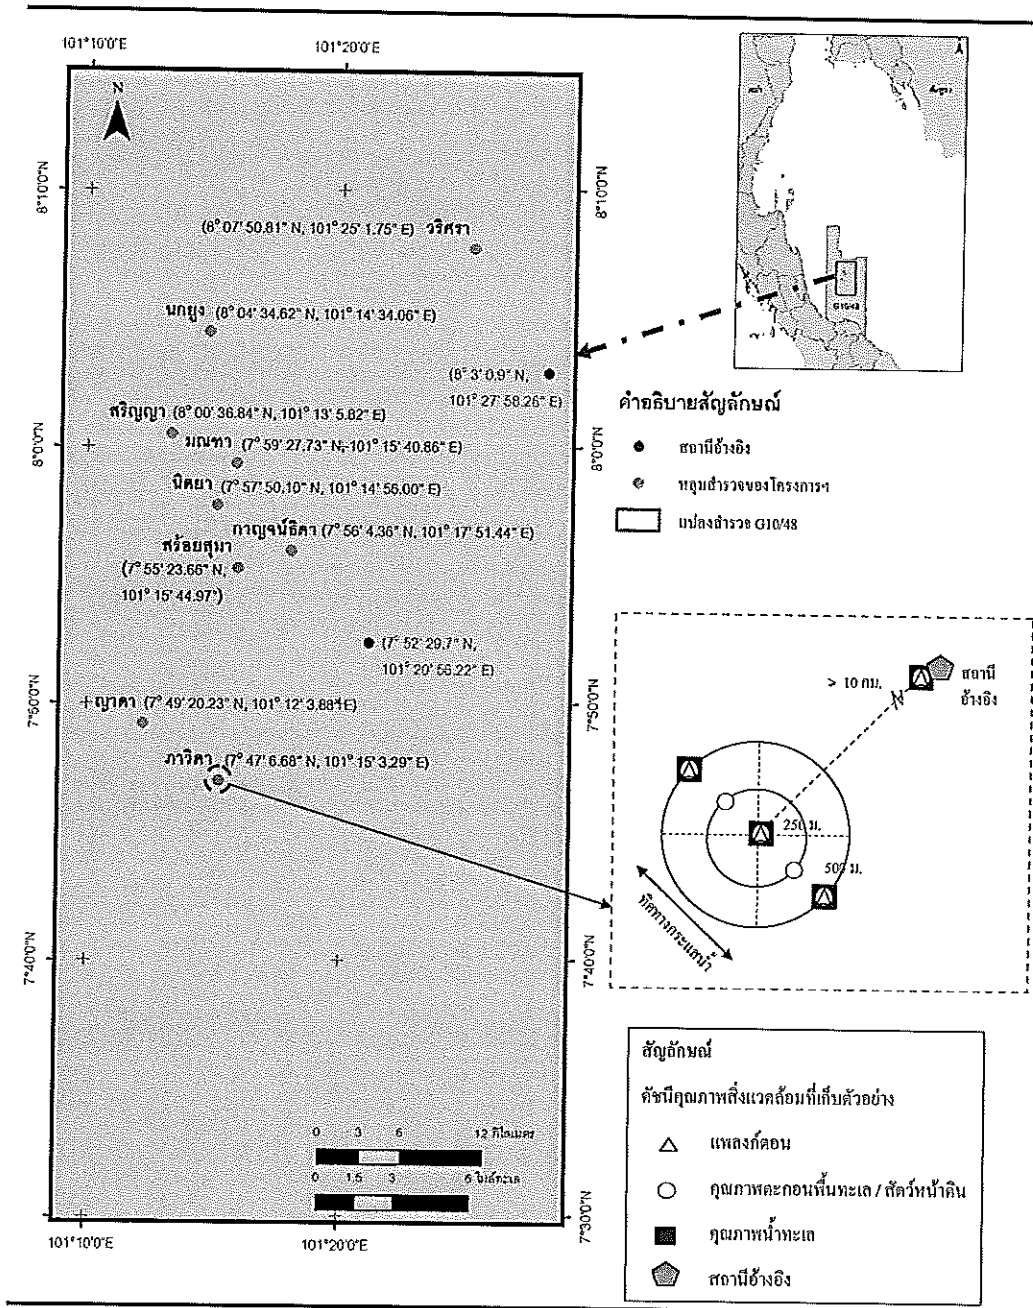 101°10'0"E
101°20'0"E
N
8°10'0"N
8°10'0"N
(8° 07' 50.81" N, 101° 25' 1.75" E) วริศรา
นกยูง (8° 04' 34.62" N, 101° 14' 34.06" E)
(8° 3' 0.9" N,
101° 27' 58.26" E)
สริญญา (8° 00' 36.84" N, 101° 13' 5.82" E)
8°0'0"N
8°0'0"N
มณฑา (7° 59' 27.73" N, 101° 15' 40.86" E)
นิตยา (7° 57' 50.10" N, 101° 14' 56.00" E)
กาญจน์ธิดา (7° 56' 4.36" N, 101° 17' 51.44" E)
สร้อยสุมา
(7° 55' 23.66" N,
101° 15' 44.97")
(7° 52' 29.7" N,
101° 20' 56.22" E)
7°50'0"N
7°50'0"N
ญาดา (7° 49' 20.23" N, 101° 12' 3.88" E)
ภาริดา (7° 47' 6.68" N, 101° 15' 3.29" E)
7°40'0"N
7°40'0"N
0 3 6 12 กิโลเมตร
0 1.5 3 6 ไมล์ทะเล
7°30'0"N
101°10'0"E
101°20'0"E
G10/48
คำอธิบายสัญลักษณ์
สถานีอ้างอิง
หลุมสำรวจของโครงการฯ
แปลงสำรวจ G10/48
> 10 กม.
สถานี
อ้างอิง
250 ม.
500 ม.
ทิศทางกระแสน้ำ
สัญลักษณ์
ดัชนีคุณภาพสิ่งแวดล้อมที่เก็บตัวอย่าง
แพลงก์ตอน
คุณภาพตะกอนพื้นทะเล / สัตว์หน้าดิน
คุณภาพน้ำทะเล
สถานีอ้างอิง